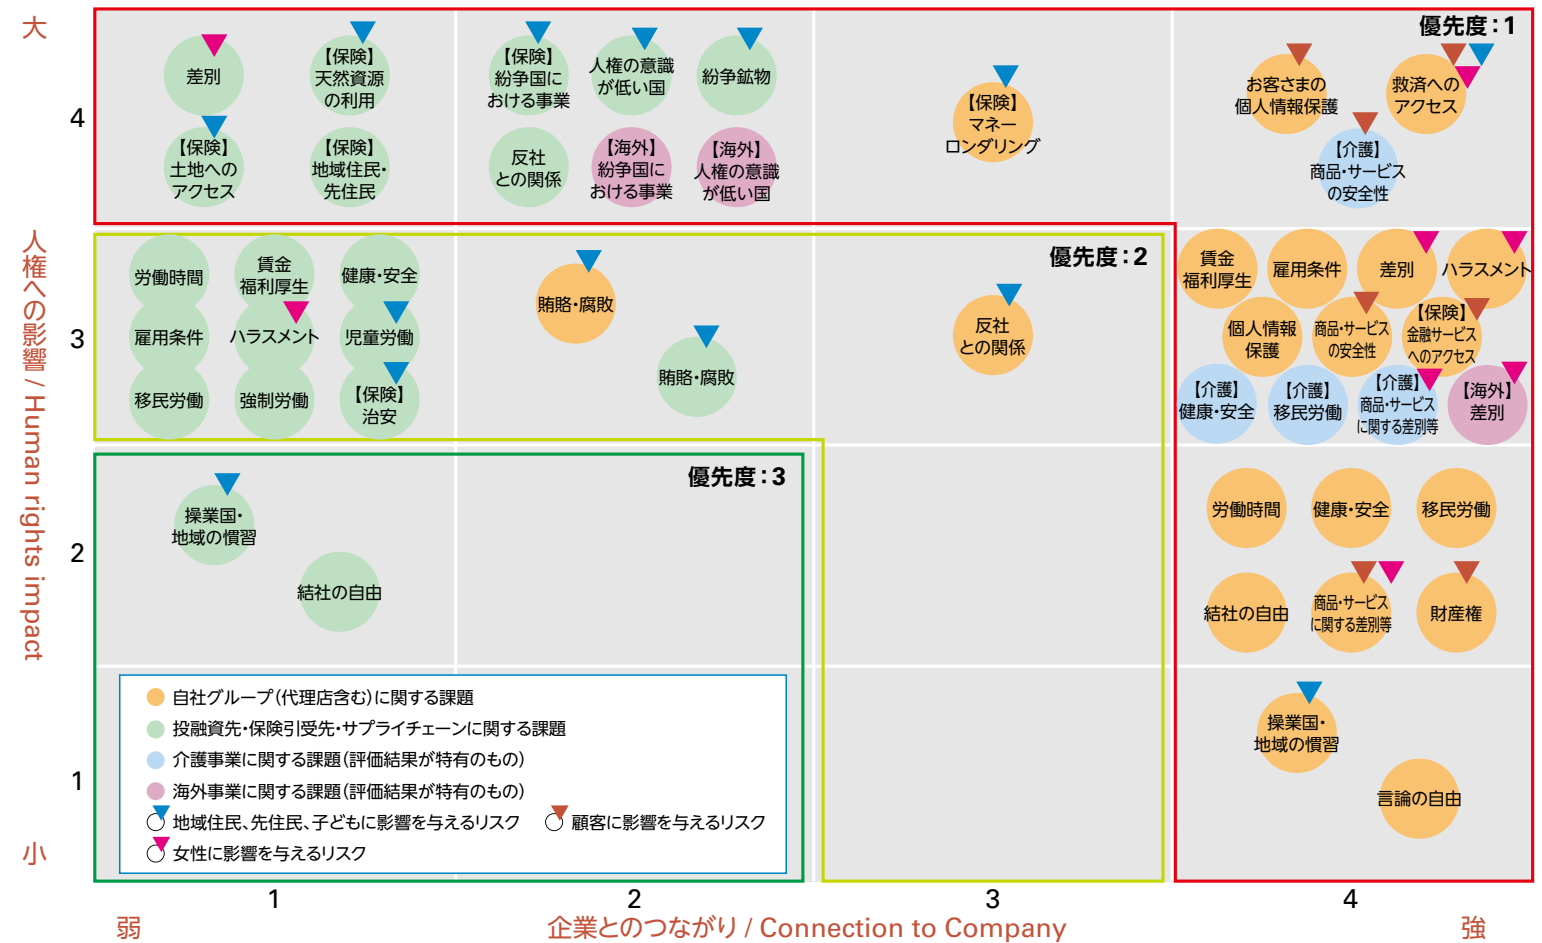 大
人権への影響 / Human rights impact
小
4
3
2
1
優先度：1
差別
【保険】
天然資源
の利用
【保険】
土地への
アクセス
【保険】
地域住民・
先住民
【保険】
紛争国に
おける事業
人権の意識
が低い国
紛争鉱物
反社
との関係
【海外】
紛争国に
おける事業
【海外】
人権の意識
が低い国
【保険】
マネー
ロンダリング
お客さまの
個人情報保護
救済への
アクセス
【介護】
商品・サービス
の安全性
優先度：2
労働時間
賃金
福利厚生
健康・安全
雇用条件
ハラスメント
児童労働
移民労働
強制労働
【保険】
治安
賄賂・腐敗
賄賂・腐敗
反社
との関係
賃金
福利厚生
雇用条件
差別
ハラスメント
個人情報
保護
商品・サービス
の安全性
【保険】
金融サービス
へのアクセス
【介護】
健康・安全
【介護】
移民労働
【介護】
商品・サービス
に関する差別等
【海外】
差別
優先度：3
操業国・
地域の慣習
結社の自由
労働時間
健康・安全
移民労働
結社の自由
商品・サービス
に関する差別等
財産権
操業国・
地域の慣習
言論の自由
自社グループ（代理店含む）に関する課題
投融資先・保険引受先・サプライチェーンに関する課題
介護事業に関する課題（評価結果が特有のもの）
海外事業に関する課題（評価結果が特有のもの）
地域住民、先住民、子どもに影響を与えるリスク
顧客に影響を与えるリスク
女性に影響を与えるリスク
1
2
3
4
弱
企業とのつながり / Connection to Company
強